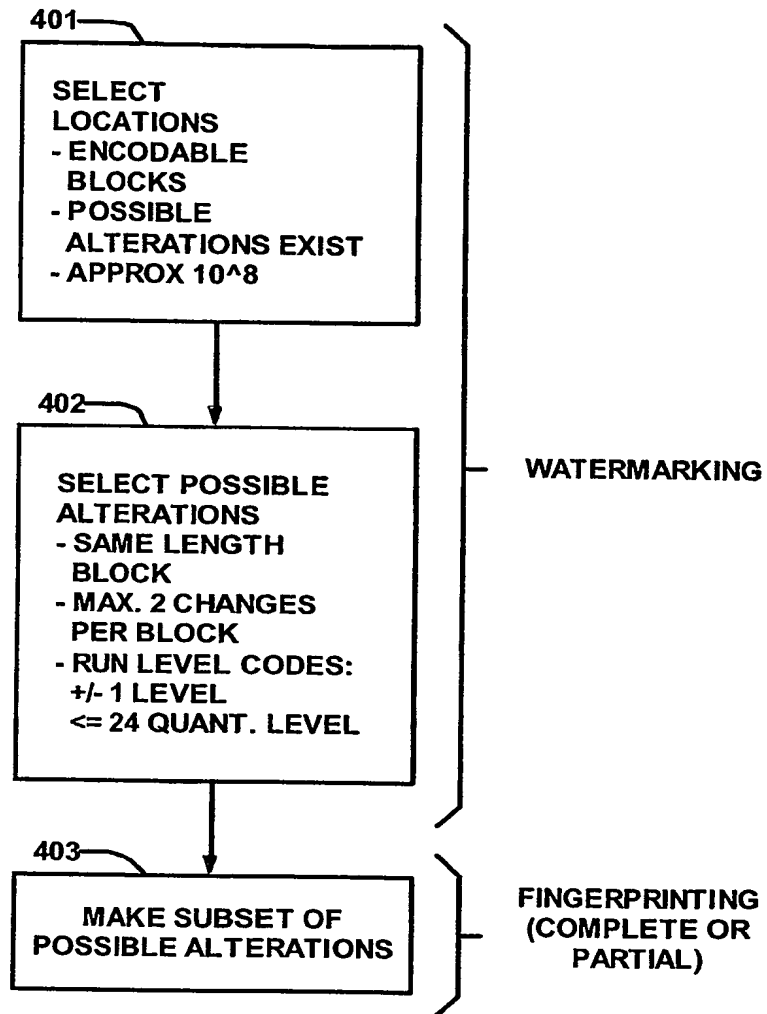 401
SELECT
LOCATIONS
- ENCODABLE
BLOCKS
- POSSIBLE
ALTERATIONS EXIST
- APPROX 10^8
402
SELECT POSSIBLE
ALTERATIONS
- SAME LENGTH
BLOCK
- MAX. 2 CHANGES
PER BLOCK
- RUN LEVEL CODES:
+/- 1 LEVEL
<= 24 QUANT. LEVEL
WATERMARKING
403
MAKE SUBSET OF
POSSIBLE ALTERATIONS
FINGERPRINTING
(COMPLETE OR
PARTIAL)